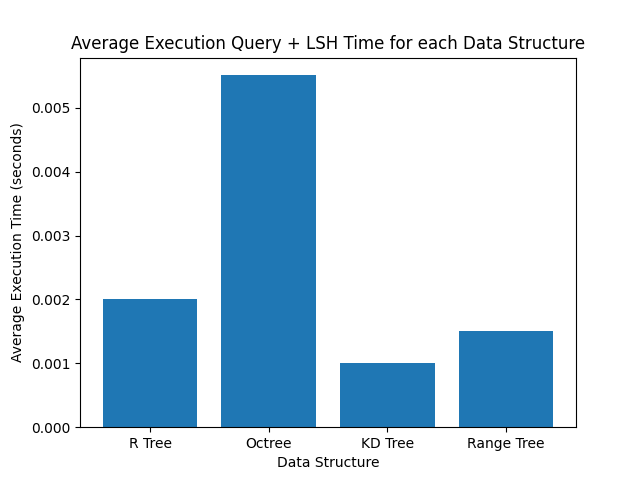 Average Execution Query + LSH Time for each Data Structure
Average Execution Time (seconds)
0.005
0.004
0.003
0.002
0.001
0.000
R Tree
Octree
KD Tree
Range Tree
Data Structure